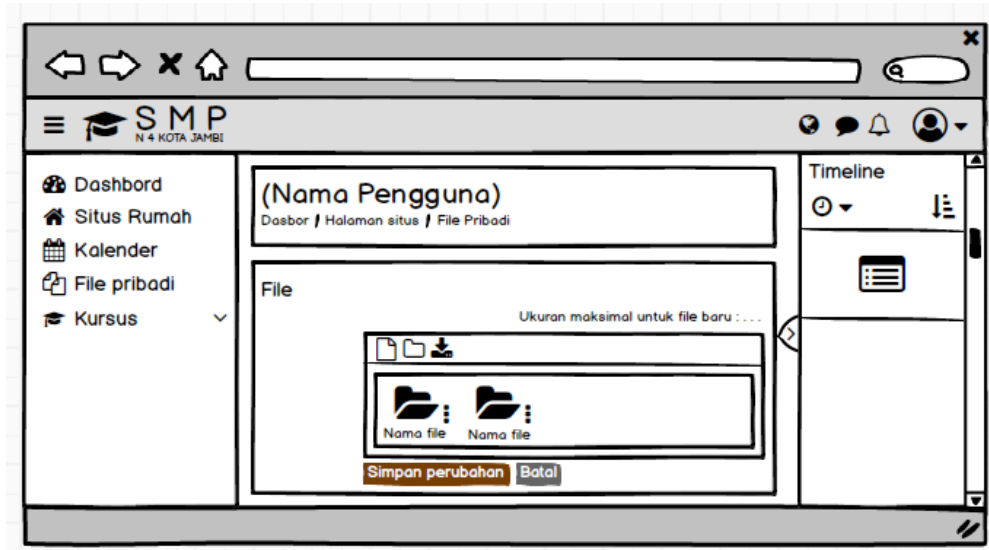 S M P
N 4 KOTA JAMBI
Dashbord
Situs Rumah
Kalender
File pribadi
Kursus
(Nama Pengguna)
Dasbor / Halaman situs / File Pribadi
File
Ukuran maksimal untuk file baru : . . .
Nama file
Nama file
Simpan perubahan
Batal
Timeline